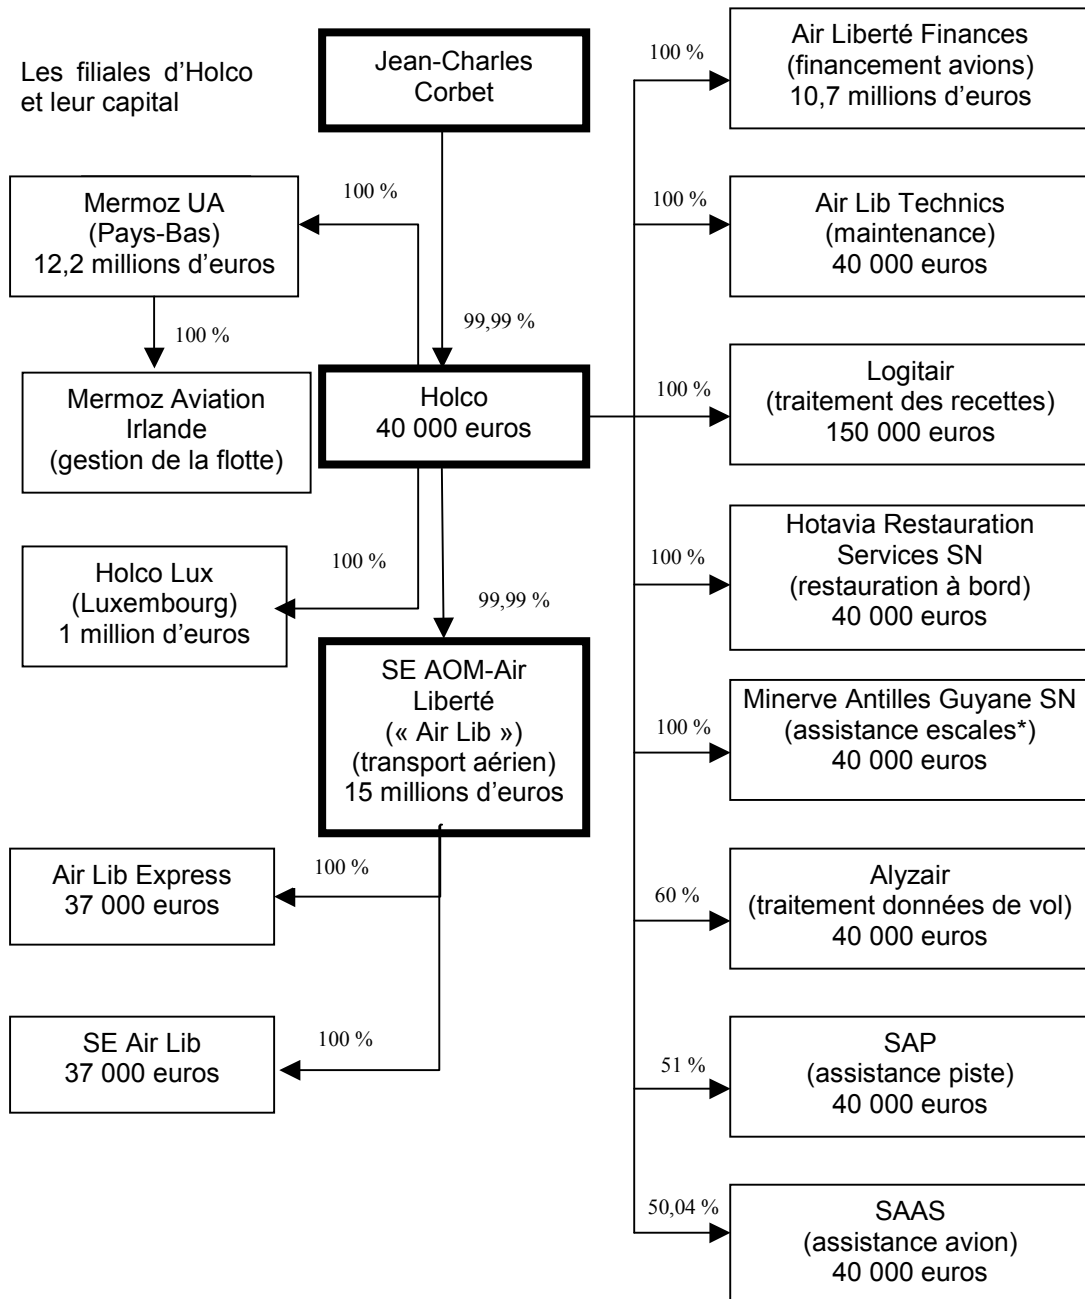 Les filiales d’Holco
et leur capital
Jean-Charles
Corbet
99,99 %
Holco
40 000 euros
100 %
Mermoz UA
(Pays-Bas)
12,2 millions d’euros
100 %
Mermoz Aviation
Irlande
(gestion de la flotte)
100 %
Holco Lux
(Luxembourg)
1 million d’euros
99,99 %
SE AOM-Air
Liberté
(« Air Lib »)
(transport aérien)
15 millions d’euros
100 %
Air Lib Express
37 000 euros
100 %
SE Air Lib
37 000 euros
100 %
Air Liberté Finances
(financement avions)
10,7 millions d’euros
100 %
Air Lib Technics
(maintenance)
40 000 euros
100 %
Logitair
(traitement des recettes)
150 000 euros
100 %
Hotavia Restauration
Services SN
(restauration à bord)
40 000 euros
100 %
Minerve Antilles Guyane SN
(assistance escales*)
40 000 euros
60 %
Alyzair
(traitement données de vol)
40 000 euros
51 %
SAP
(assistance piste)
40 000 euros
50,04 %
SAAS
(assistance avion)
40 000 euros